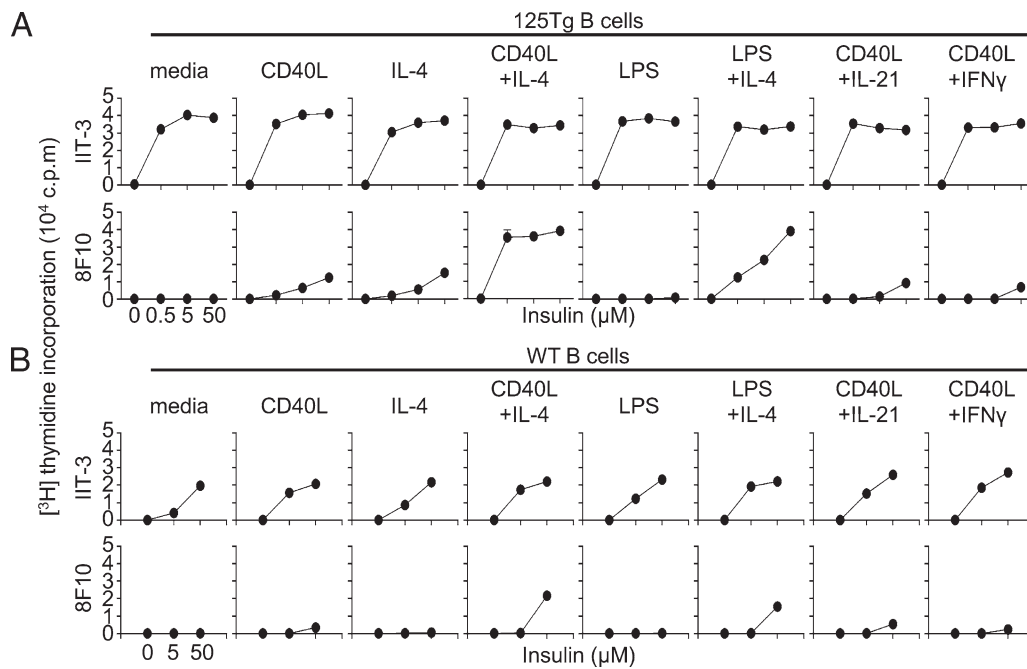 A
125Tg B cells
media CD40L IL-4 CD40L +IL-4 LPS LPS +IL-4 CD40L +IL-21 CD40L +IFNγ
[³H] thymidine incorporation (10⁴ c.p.m)
IIT-3
5
4
3
2
1
0
8F10
5
4
3
2
1
0
0 0.5 5 50
Insulin (μM)
B
WT B cells
media CD40L IL-4 CD40L +IL-4 LPS LPS +IL-4 CD40L +IL-21 CD40L +IFNγ
IIT-3
5
4
3
2
1
0
8F10
5
4
3
2
1
0
0 5 50
Insulin (μM)